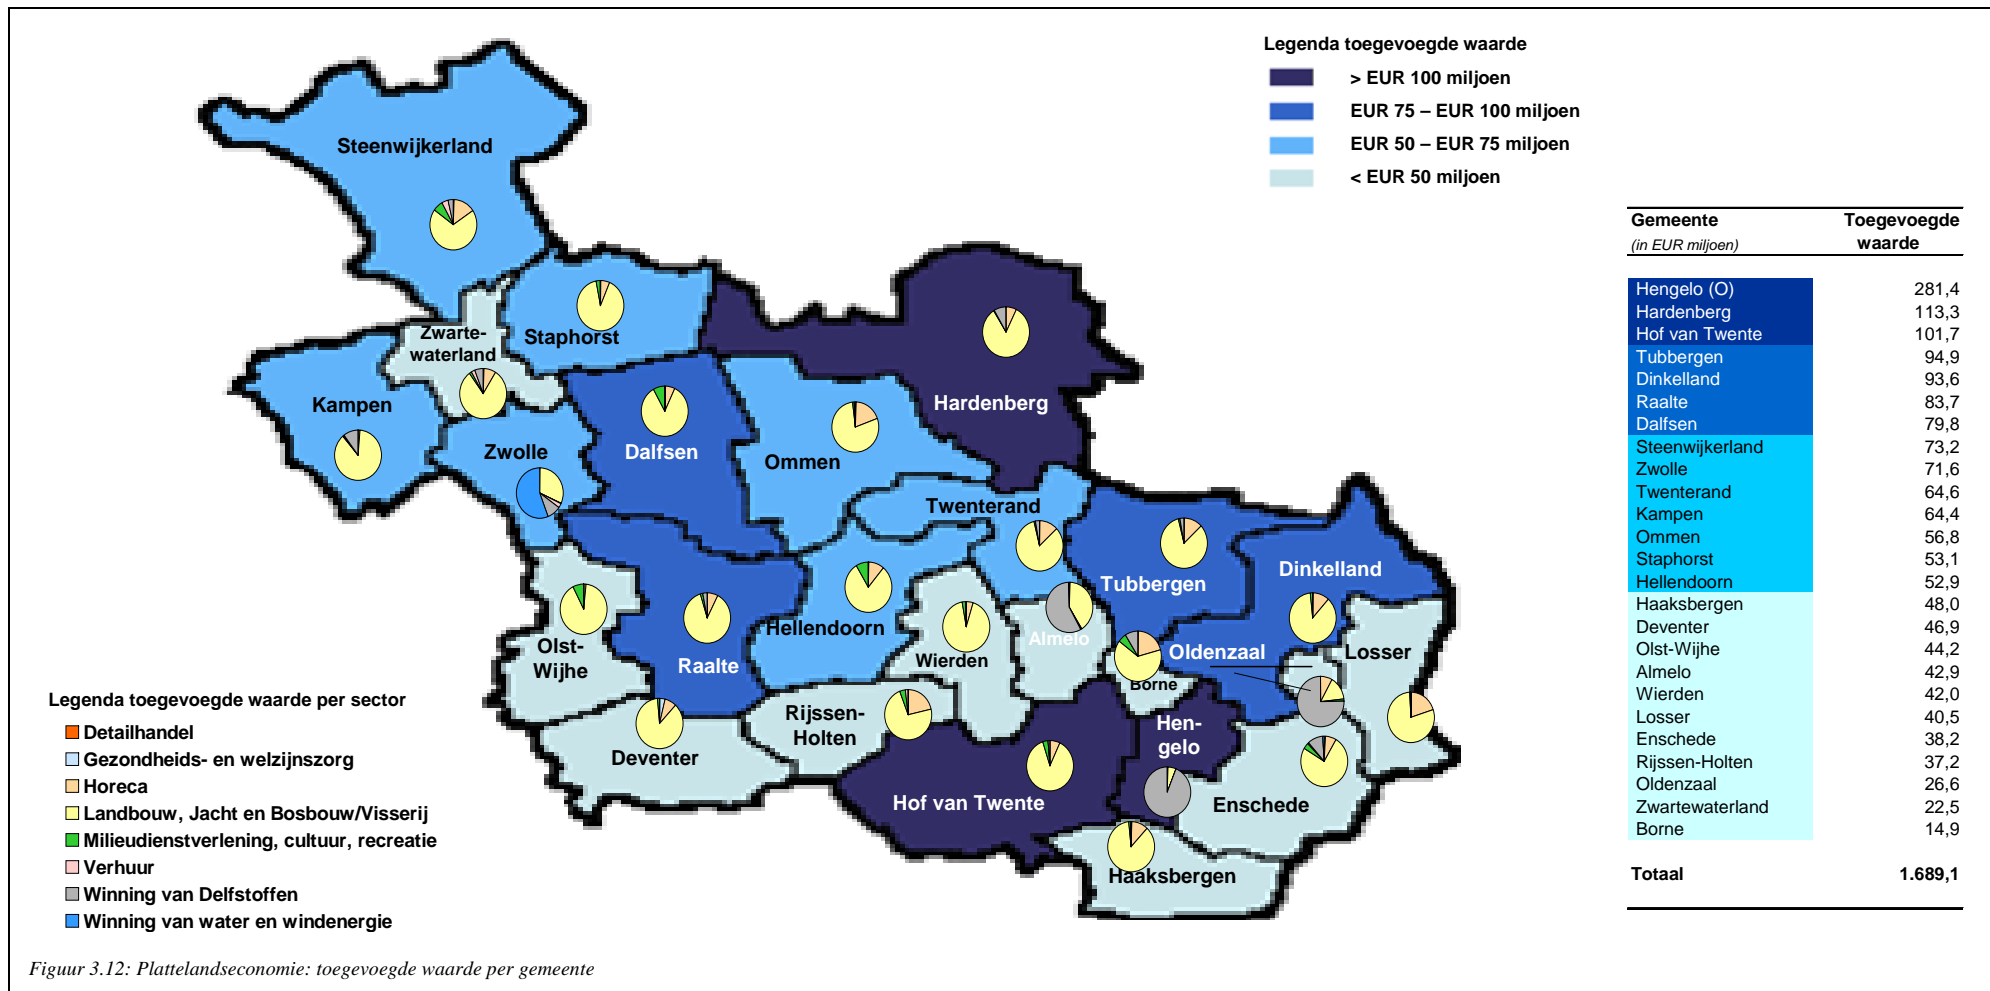 Legenda toegevoegde waarde
> EUR 100 miljoen
EUR 75 – EUR 100 miljoen
EUR 50 – EUR 75 miljoen
< EUR 50 miljoen
Steenwijkerland
Staphorst
Zwarte-
waterland
Kampen
Zwolle
Dalfsen
Ommen
Hardenberg
Twenterand
Tubbergen
Dinkelland
Hellendoorn
Raalte
Olst-
Wijhe
Wierden
Almelo
Borne
Oldenzaal
Losser
Deventer
Rijssen-
Holten
Hof van Twente
Hen-
gelo
Enschede
Haaksbergen
Legenda toegevoegde waarde per sector
Detailhandel
Gezondheids- en welzijnszorg
Horeca
Landbouw, Jacht en Bosbouw/Visserij
Milieudienstverlening, cultuur, recreatie
Verhuur
Winning van Delfstoffen
Winning van water en windenergie
Gemeente Toegevoegde
(in EUR miljoen) waarde
Hengelo (O) 281,4
Hardenberg 113,3
Hof van Twente 101,7
Tubbergen 94,9
Dinkelland 93,6
Raalte 83,7
Dalfsen 79,8
Steenwijkerland 73,2
Zwolle 71,6
Twenterand 64,6
Kampen 64,4
Ommen 56,8
Staphorst 53,1
Hellendoorn 52,9
Haaksbergen 48,0
Deventer 46,9
Olst-Wijhe 44,2
Almelo 42,9
Wierden 42,0
Losser 40,5
Enschede 38,2
Rijssen-Holten 37,2
Oldenzaal 26,6
Zwartewaterland 22,5
Borne 14,9
Totaal 1.689,1
Figuur 3.12: Plattelandseconomie: toegevoegde waarde per gemeente